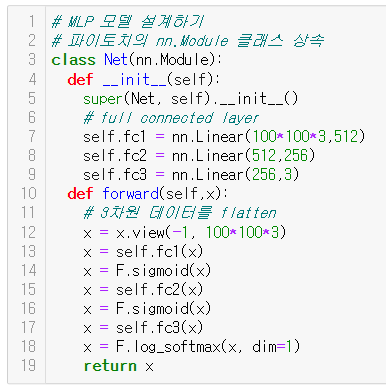 1 # MLP 모델 설계하기
2 # 파이토치의 nn.Module 클래스 상속
3 class Net(nn.Module):
4   def __init__(self):
5     super(Net, self).__init__()
6     # full connected layer
7     self.fc1 = nn.Linear(100*100*3,512)
8     self.fc2 = nn.Linear(512,256)
9     self.fc3 = nn.Linear(256,3)
10   def forward(self,x):
11     # 3차원 데이터를 flatten
12     x = x.view(-1, 100*100*3)
13     x = self.fc1(x)
14     x = F.sigmoid(x)
15     x = self.fc2(x)
16     x = F.sigmoid(x)
17     x = self.fc3(x)
18     x = F.log_softmax(x, dim=1)
19     return x